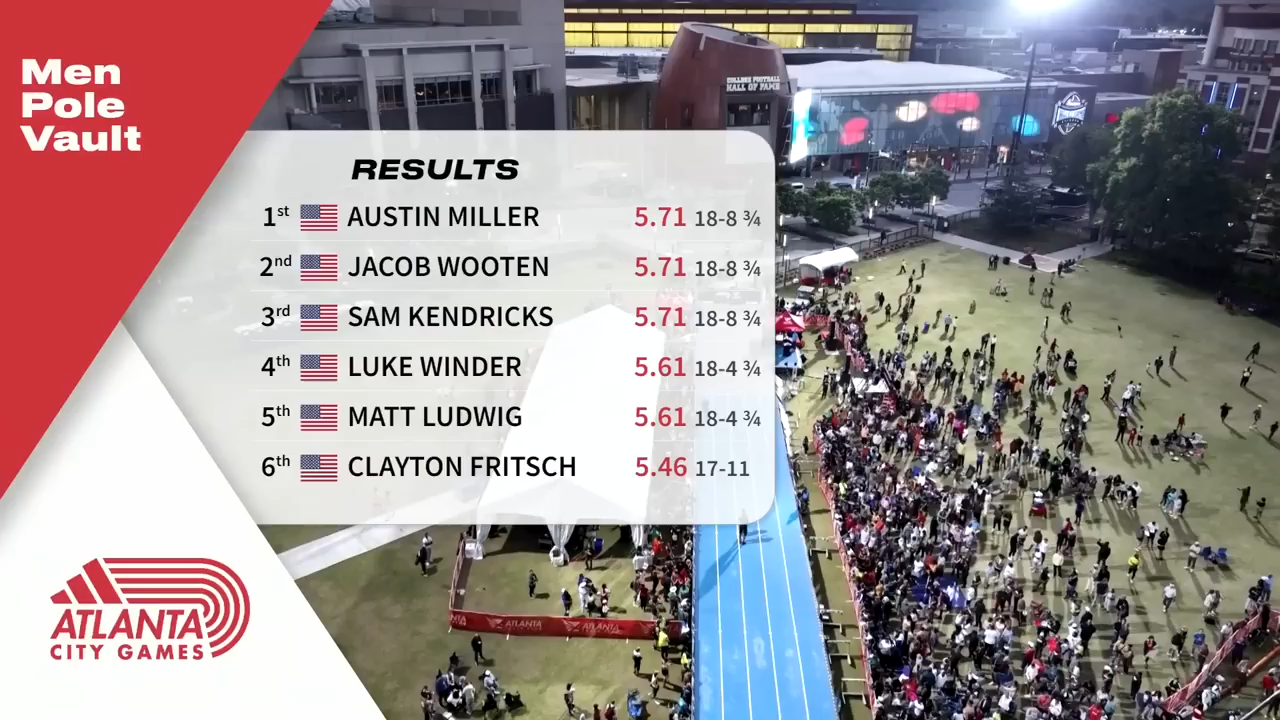 Men
Pole
Vault
COLLEGE FOOTBALL
HALL OF FAME
RESULTS
1st AUSTIN MILLER 5.71 18-8 ¾
2nd JACOB WOOTEN 5.71 18-8 ¾
3rd SAM KENDRICKS 5.71 18-8 ¾
4th LUKE WINDER 5.61 18-4 ¾
5th MATT LUDWIG 5.61 18-4 ¾
6th CLAYTON FRITSCH 5.46 17-11
ATLANTA
CITY GAMES
ATLANTA
ATLANTA